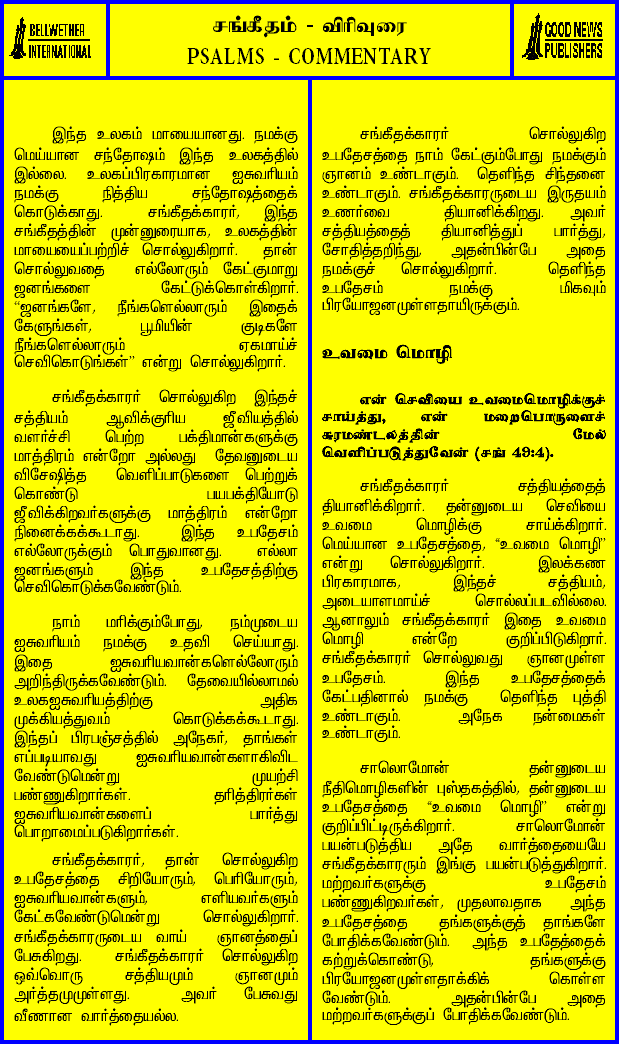 BELLWETHER
INTERNATIONAL
சங்கீதம் - விரிவுரை
PSALMS - COMMENTARY
GOOD NEWS
PUBLISHERS
இந்த உலகம் மாயையானது. நமக்கு
மெய்யான சந்தோஷம் இந்த உலகத்தில்
இல்லை. உலகப்பிரகாரமான ஐசுவரியம்
நமக்கு நித்திய சந்தோஷத்தைக்
கொடுக்காது. சங்கீதக்காரர், இந்த
சங்கீதத்தின் முன்னுரையாக, உலகத்தின்
மாயையைப்பற்றிச் சொல்லுகிறார். தான்
சொல்லுவதை எல்லோரும் கேட்குமாறு
ஜனங்களை கேட்டுக்கொள்கிறார்.
“ஜனங்களே, நீங்களெல்லாரும் இதைக்
கேளுங்கள், பூமியின் குடிகளே
நீங்களெல்லாரும் ஏகமாய்ச்
செவிகொடுங்கள்” என்று சொல்லுகிறார்.
சங்கீதக்காரர் சொல்லுகிற இந்தச்
சத்தியம் ஆவிக்குரிய ஜீவியத்தில்
வளர்ச்சி பெற்ற பக்திமான்களுக்கு
மாத்திரம் என்றோ அல்லது தேவனுடைய
விசேஷித்த வெளிப்பாடுகளை பெற்றுக்
கொண்டு பயபக்தியோடு
ஜீவிக்கிறவர்களுக்கு மாத்திரம் என்றோ
நினைக்கக்கூடாது. இந்த உபதேசம்
எல்லோருக்கும் பொதுவானது. எல்லா
ஜனங்களும் இந்த உபதேசத்திற்கு
செவிகொடுக்கவேண்டும்.
நாம் மரிக்கும்போது, நம்முடைய
ஐசுவரியம் நமக்கு உதவி செய்யாது.
இதை ஐசுவரியவான்களெல்லோரும்
அறிந்திருக்கவேண்டும். தேவையில்லாமல்
உலகஐசுவரியத்திற்கு அதிக
முக்கியத்துவம் கொடுக்கக்கூடாது.
இந்தப் பிரபஞ்சத்தில் அநேகர், தாங்கள்
எப்படியாவது ஐசுவரியவான்களாகிவிட
வேண்டுமென்று முயற்சி
பண்ணுகிறார்கள். தரித்திரர்கள்
ஐசுவரியவான்களைப் பார்த்து
பொறாமைப்படுகிறார்கள்.
சங்கீதக்காரர், தான் சொல்லுகிற
உபதேசத்தை சிறியோரும், பெரியோரும்,
ஐசுவரியவான்களும், எளியவர்களும்
கேட்கவேண்டுமென்று சொல்லுகிறார்.
சங்கீதக்காரருடைய வாய் ஞானத்தைப்
பேசுகிறது. சங்கீதக்காரர் சொல்லுகிற
ஒவ்வொரு சத்தியமும் ஞானமும்
அர்த்தமுமுள்ளது. அவர் பேசுவது
வீணான வார்த்தையல்ல.
சங்கீதக்காரர் சொல்லுகிற
உபதேசத்தை நாம் கேட்கும்போது நமக்கும்
ஞானம் உண்டாகும். தெளிந்த சிந்தனை
உண்டாகும். சங்கீதக்காரருடைய இருதயம்
உணர்வை தியானிக்கிறது. அவர்
சத்தியத்தைத் தியானித்துப் பார்த்து,
சோதித்தறிந்து, அதன்பின்பே அதை
நமக்குச் சொல்லுகிறார். தெளிந்த
உபதேசம் நமக்கு மிகவும்
பிரயோஜனமுள்ளதாயிருக்கும்.
உவமை மொழி
என் செவியை உவமைமொழிக்குச்
சாய்த்து, என் மறைபொருளைச்
சுரமண்டலத்தின் மேல்
வெளிப்படுத்துவேன் (சங் 49:4).
சங்கீதக்காரர் சத்தியத்தைத்
தியானிக்கிறார். தன்னுடைய செவியை
உவமை மொழிக்கு சாய்க்கிறார்.
மெய்யான உபதேசத்தை, “உவமை மொழி”
என்று சொல்லுகிறார். இலக்கண
பிரகாரமாக, இந்தச் சத்தியம்,
அடையாளமாய்ச் சொல்லப்படவில்லை.
ஆனாலும் சங்கீதக்காரர் இதை உவமை
மொழி என்றே குறிப்பிடுகிறார்.
சங்கீதக்காரர் சொல்லுவது ஞானமுள்ள
உபதேசம். இந்த உபதேசத்தைக்
கேட்பதினால் நமக்கு தெளிந்த புத்தி
உண்டாகும். அநேக நன்மைகள்
உண்டாகும்.
சாலொமோன் தன்னுடைய
நீதிமொழிகளின் புஸ்தகத்தில், தன்னுடைய
உபதேசத்தை “உவமை மொழி” என்று
குறிப்பிட்டிருக்கிறார். சாலொமோன்
பயன்படுத்திய அதே வார்த்தையையே
சங்கீதக்காரரும் இங்கு பயன்படுத்துகிறார்.
மற்றவர்களுக்கு உபதேசம்
பண்ணுகிறவர்கள், முதலாவதாக அந்த
உபதேசத்தை தங்களுக்குத் தாங்களே
போதிக்கவேண்டும். அந்த உபதேத்தைக்
கற்றுக்கொண்டு, தங்களுக்கு
பிரயோஜனமுள்ளதாக்கிக் கொள்ள
வேண்டும். அதன்பின்பே அதை
மற்றவர்களுக்குப் போதிக்கவேண்டும்.